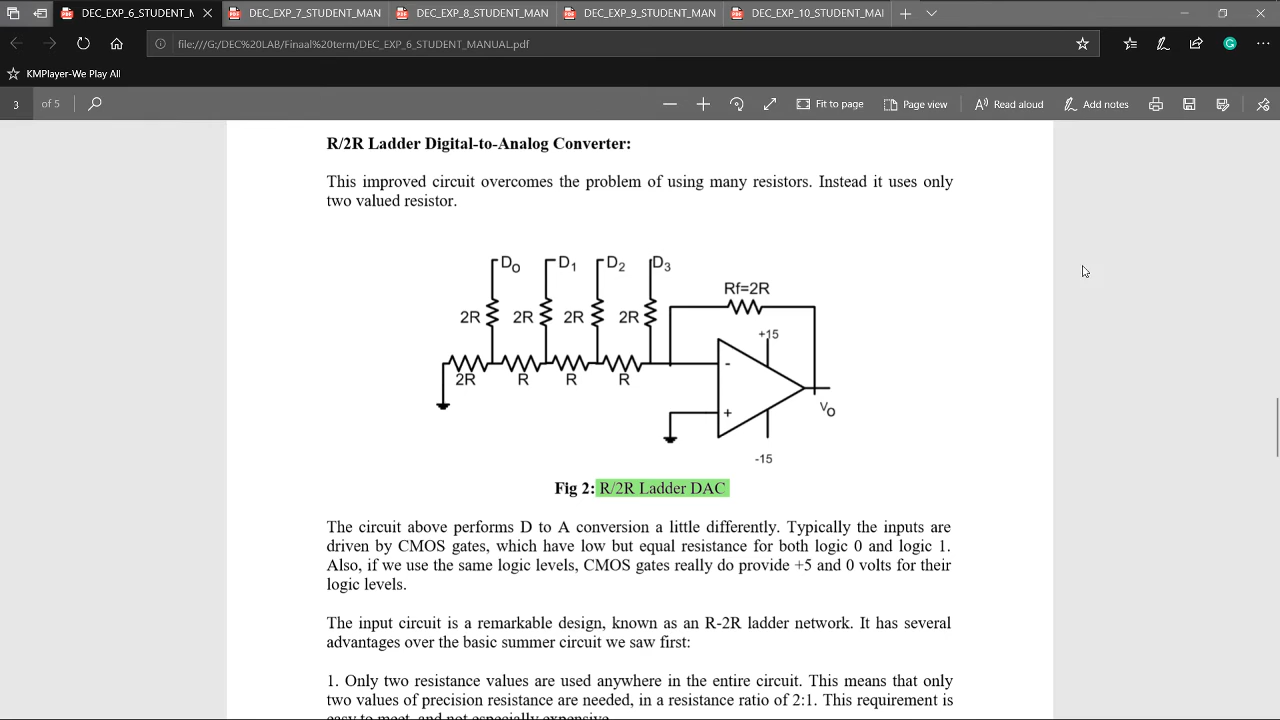 DEC_EXP_6_STUDENT_M
DEC_EXP_7_STUDENT_MAN
DEC_EXP_8_STUDENT_MAN
DEC_EXP_9_STUDENT_MAN
DEC_EXP_10_STUDENT_MAI
file:///G:/DEC%20LAB/Finaal%20term/DEC_EXP_6_STUDENT_MANUAL.pdf
KMPlayer-We Play All
3 of 5
Fit to page
Page view
Read aloud
Add notes
R/2R Ladder Digital-to-Analog Converter:
This improved circuit overcomes the problem of using many resistors. Instead it uses only
two valued resistor.
D0 D1 D2 D3
Rf=2R
2R 2R 2R 2R
+15
-
2R R R R
+
VO
-15
Fig 2: R/2R Ladder DAC
The circuit above performs D to A conversion a little differently. Typically the inputs are
driven by CMOS gates, which have low but equal resistance for both logic 0 and logic 1.
Also, if we use the same logic levels, CMOS gates really do provide +5 and 0 volts for their
logic levels.
The input circuit is a remarkable design, known as an R-2R ladder network. It has several
advantages over the basic summer circuit we saw first:
1. Only two resistance values are used anywhere in the entire circuit. This means that only
two values of precision resistance are needed, in a resistance ratio of 2:1. This requirement is
easy to meet, and not especially expensive.